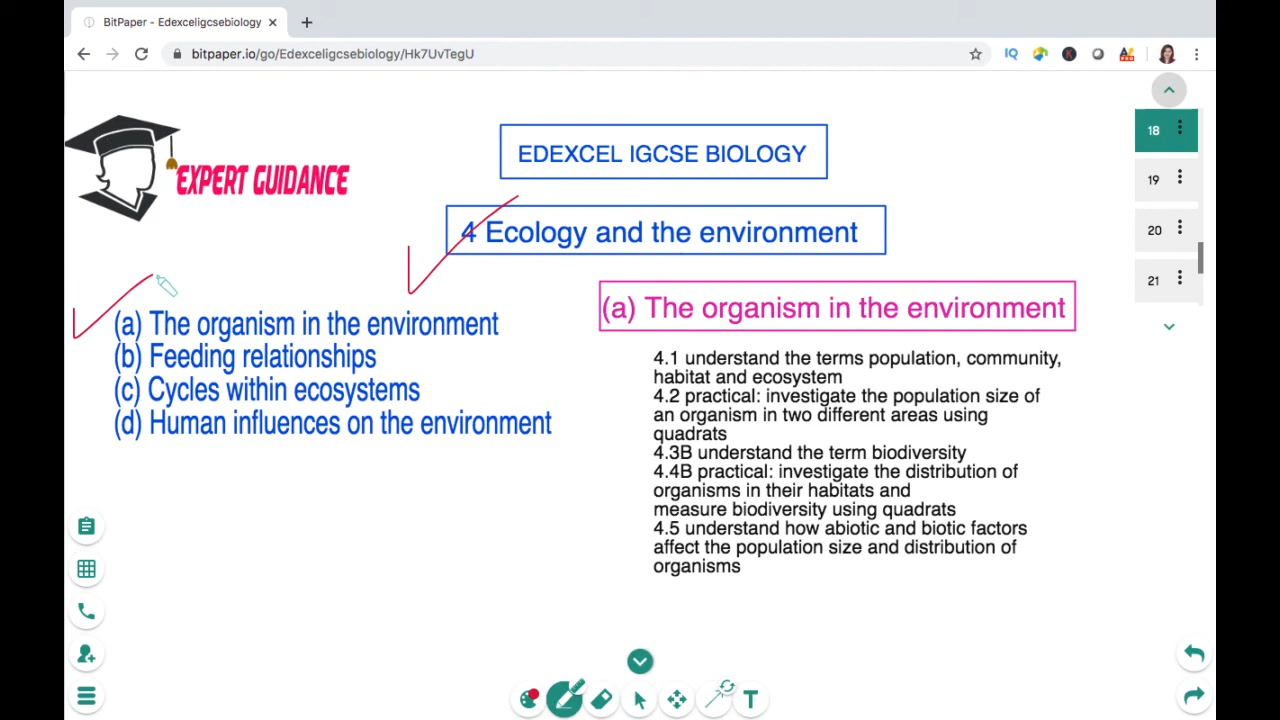 BitPaper - Edexceligcsebiology
bitpaper.io/go/Edexceligcsebiology/Hk7UvTegU
IQ
EXPERT GUIDANCE
EDEXCEL IGCSE BIOLOGY
4 Ecology and the environment
(a) The organism in the environment
(b) Feeding relationships
(c) Cycles within ecosystems
(d) Human influences on the environment
(a) The organism in the environment
4.1 understand the terms population, community,
habitat and ecosystem
4.2 practical: investigate the population size of
an organism in two different areas using
quadrats
4.3B understand the term biodiversity
4.4B practical: investigate the distribution of
organisms in their habitats and
measure biodiversity using quadrats
4.5 understand how abiotic and biotic factors
affect the population size and distribution of
organisms
18
19
20
21
T